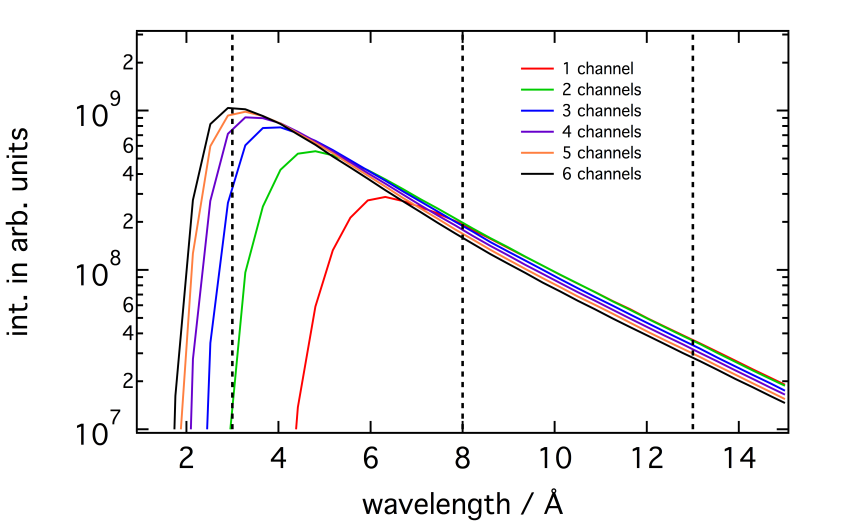 int. in arb. units
2
10⁹
6
4
2
10⁸
6
4
2
10⁷
1 channel
2 channels
3 channels
4 channels
5 channels
6 channels
2 4 6 8 10 12 14
wavelength / Å